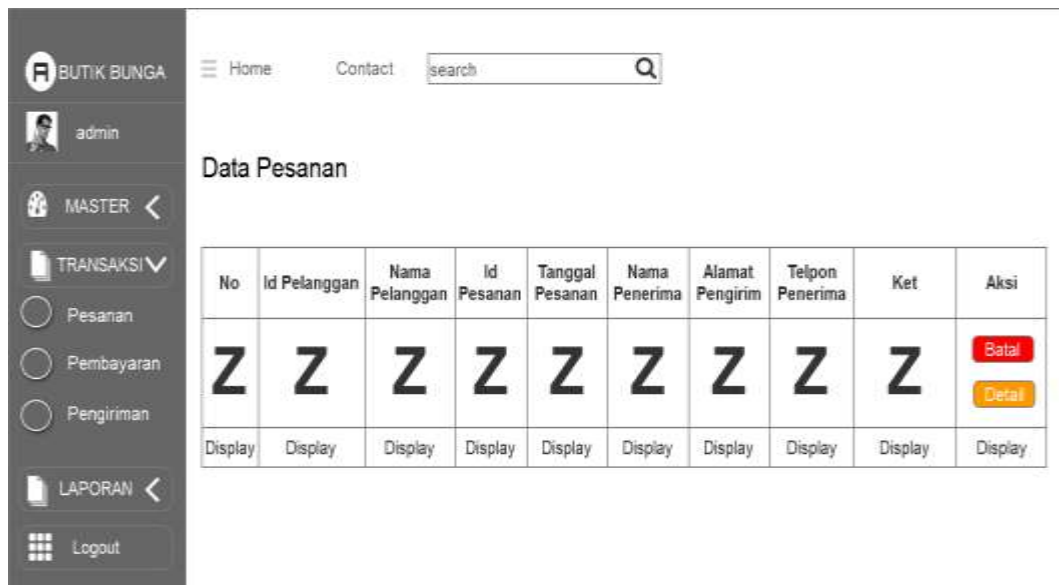 A BUTIK BUNGA
admin
MASTER
TRANSAKSI
Pesanan
Pembayaran
Pengiriman
LAPORAN
Logout
Home Contact search
Data Pesanan
No Id Pelanggan Nama Pelanggan Id Pesanan Tanggal Pesanan Nama Penerima Alamat Pengirim Telpon Penerima Ket Aksi
Z Z Z Z Z Z Z Z Z Batal
Detail
Display Display Display Display Display Display Display Display Display Display